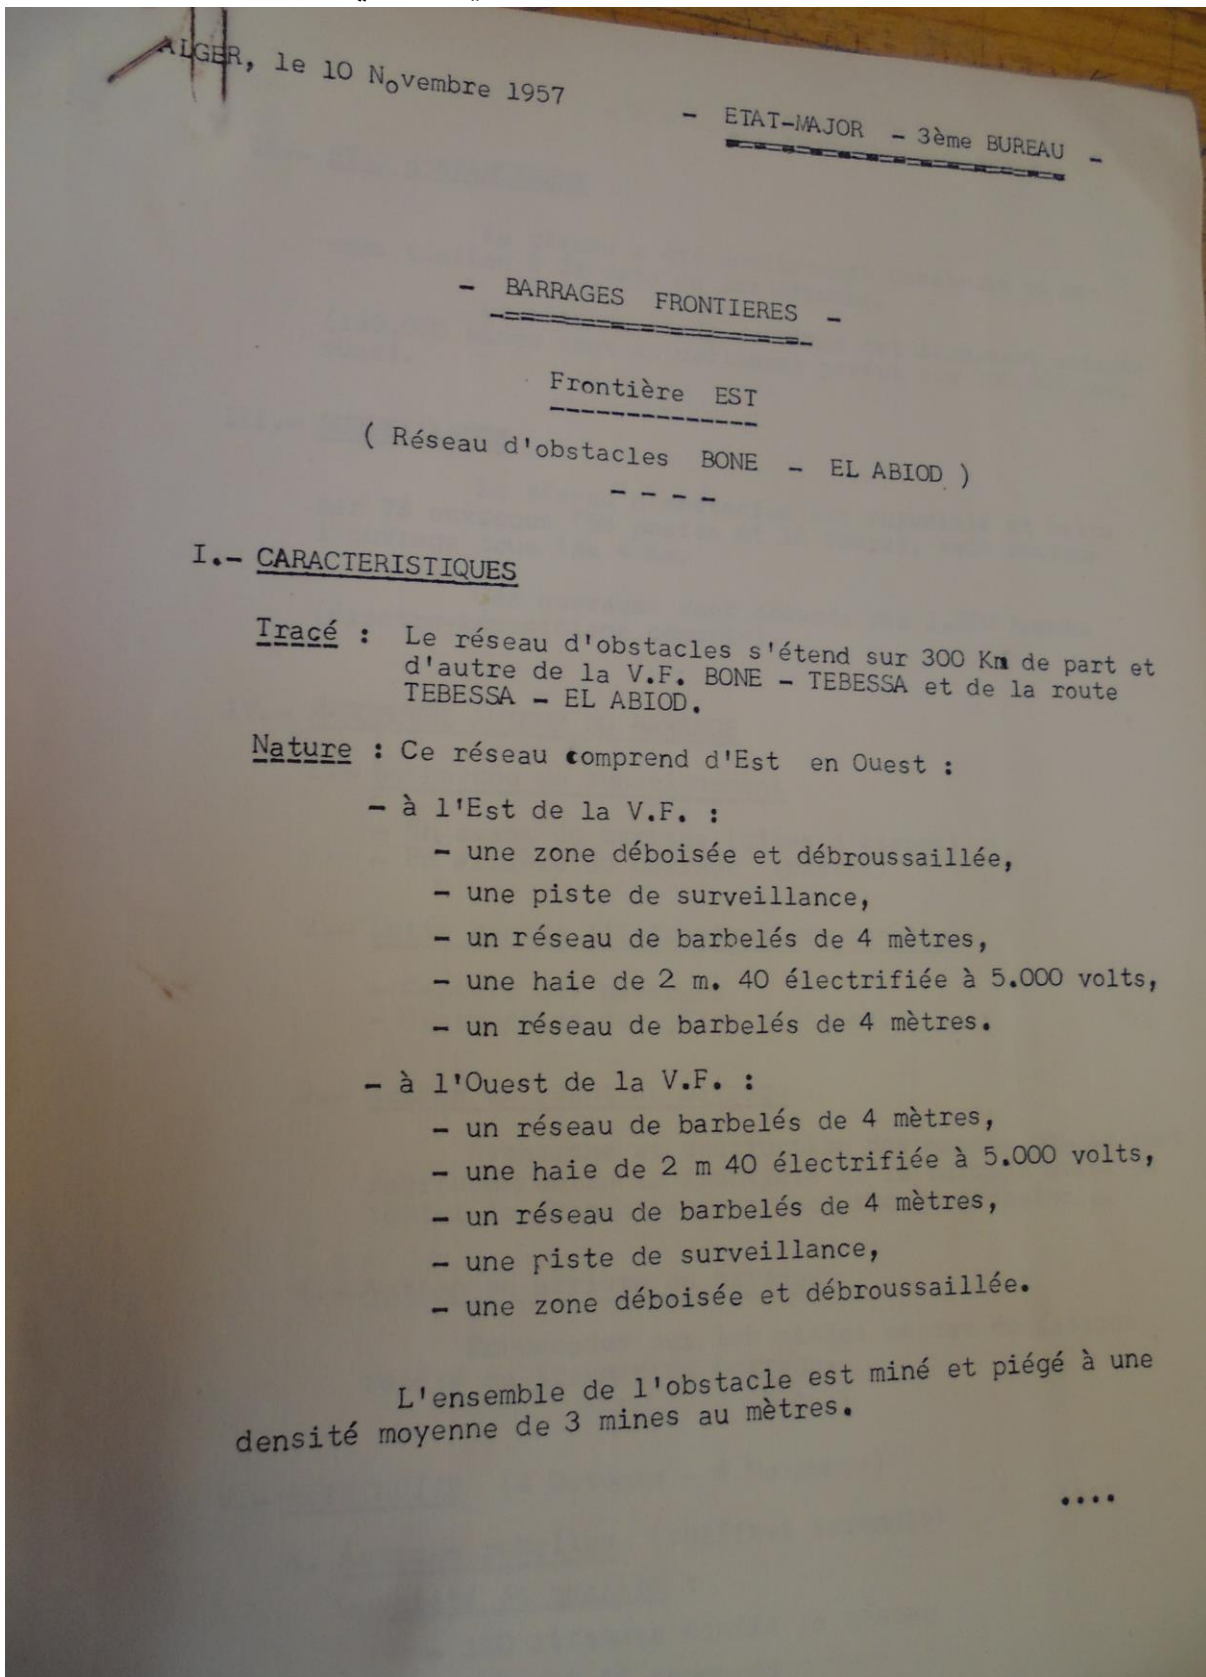 ALGER, le 10 Novembre 1957
- ETAT-MAJOR - 3ème BUREAU -
- BARRAGES FRONTIERES -
Frontière EST
( Réseau d'obstacles BONE - EL ABIOD )
I.- CARACTERISTIQUES
Tracé : Le réseau d'obstacles s'étend sur 300 Km de part et
d'autre de la V.F. BONE - TEBESSA et de la route
TEBESSA - EL ABIOD.
Nature : Ce réseau comprend d'Est en Ouest :
- à l'Est de la V.F. :
- une zone déboisée et débroussaillée,
- une piste de surveillance,
- un réseau de barbelés de 4 mètres,
- une haie de 2 m. 40 électrifiée à 5.000 volts,
- un réseau de barbelés de 4 mètres.
- à l'Ouest de la V.F. :
- un réseau de barbelés de 4 mètres,
- une haie de 2 m 40 électrifiée à 5.000 volts,
- un réseau de barbelés de 4 mètres,
- une piste de surveillance,
- une zone déboisée et débroussaillée.
L'ensemble de l'obstacle est miné et piégé à une
densité moyenne de 3 mines au mètres.
....